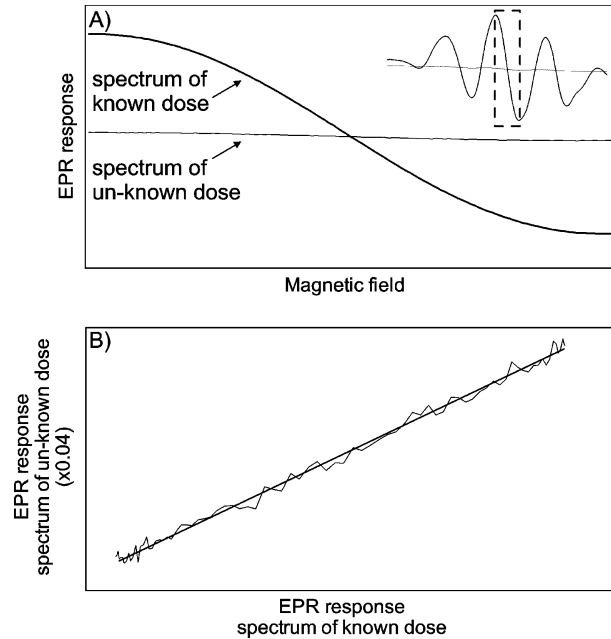 A)
spectrum of
known dose
spectrum of
un-known dose
EPR response
Magnetic field
B)
EPR response
spectrum of un-known dose
(x0.04)
EPR response
spectrum of known dose